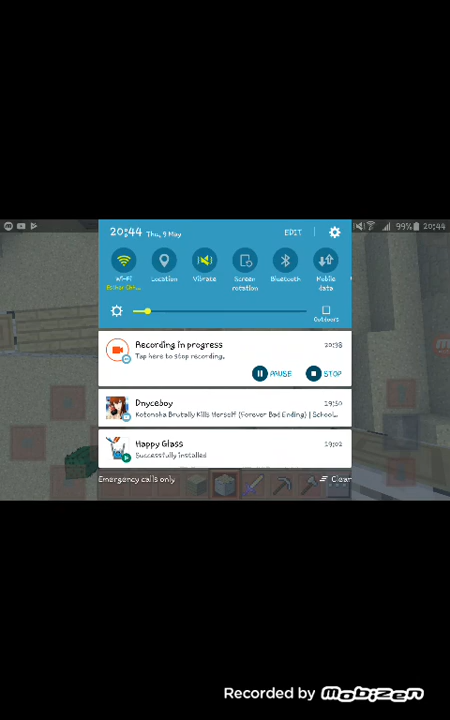 99% 20:44
20:44 Thu, 9 May EDIT
Wi-Fi Location Vibrate Screen rotation Bluetooth Mobile data
Outdoors
Recording in progress 20:38
Tap here to stop recording.
PAUSE STOP
Dnyceboy 19:50
Kotonoha Brutally Kills Herself (Forever Bad Ending) | School...
Happy Glass 19:02
Successfully installed
Emergency calls only Clear
Recorded by MOBIZEN